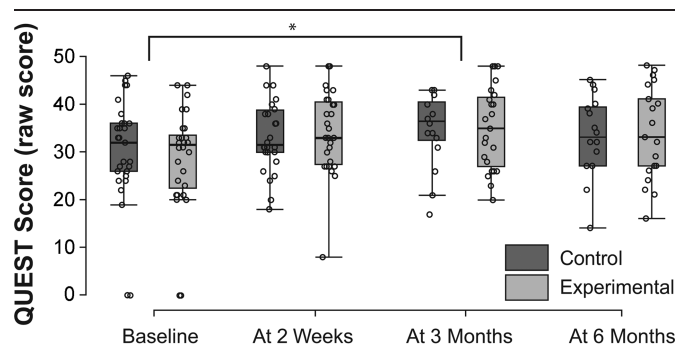 *
QUEST Score (raw score)
50
40
30
20
10
0
Control
Experimental
Baseline At 2 Weeks At 3 Months At 6 Months